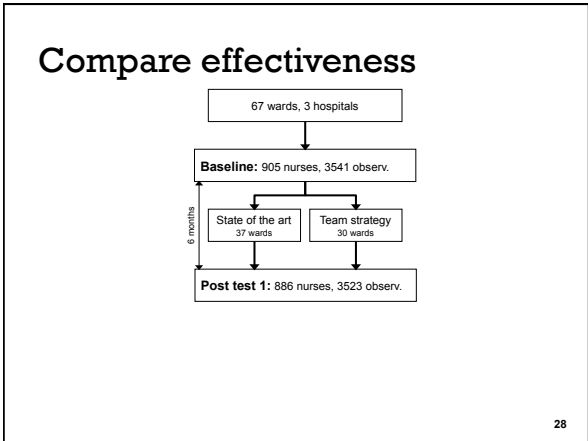 Compare effectiveness
67 wards, 3 hospitals
Baseline: 905 nurses, 3541 observ.
6 months
State of the art
37 wards
Team strategy
30 wards
Post test 1: 886 nurses, 3523 observ.
28